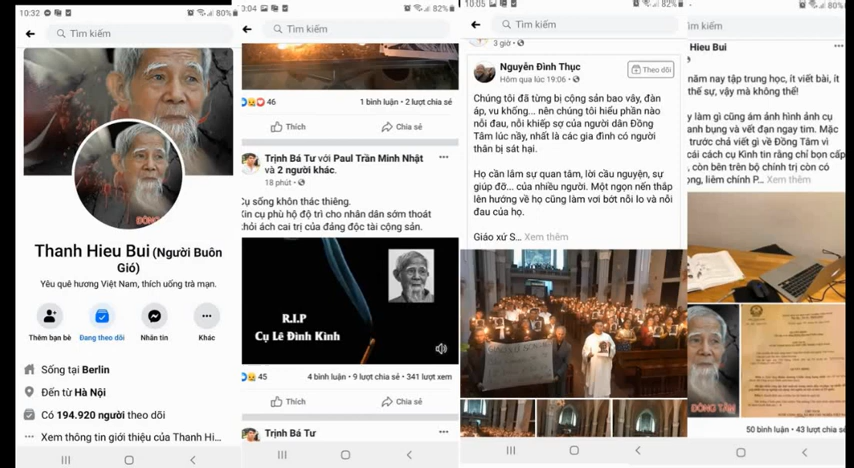 10:32
80%
Tìm kiếm
ĐÔNG
Thanh Hieu Bui (Người Buôn
Gió)
Yêu quê hương Việt Nam, thích uống trà mạn.
Thêm bạn bè
Đang theo dõi
Nhắn tin
Khác
Sống tại Berlin
Đến từ Hà Nội
Có 194.920 người theo dõi
Xem thông tin giới thiệu của Thanh Hi...
0:04
82%
Tìm kiếm
46
1 bình luận • 2 lượt chia sẻ
Thích
Chia sẻ
Trịnh Bá Tư với Paul Trần Minh Nhật
và 2 người khác.
18 phút
Cụ sống khôn thác thiêng.
Xin cụ phù hộ độ trì cho nhân dân sớm thoát
khỏi ách cai trị của đảng độc tài cộng sản.
R.I.P
Cụ Lê Đình Kình
45
4 bình luận • 9 lượt chia sẻ • 341 lượt xem
Thích
Chia sẻ
Trịnh Bá Tư
10:05
82%
Tìm kiếm
3 giờ
Nguyễn Đình Thục
Hôm qua lúc 19:06
Theo dõi
Chúng tôi đã từng bị cộng sản bao vây, đàn
áp, vu khống... nên chúng tôi hiểu phần nào
nỗi đau, nỗi khiếp sợ của người dân Đồng
Tâm lúc này, nhất là các gia đình có người
thân bị sát hại.
Họ cần lắm sự quan tâm, lời cầu nguyện, sự
giúp đỡ... của nhiều người. Một ngọn nến thắp
lên hướng về họ cũng làm vơi bớt nỗi lo và nỗi
đau của họ.
Giáo xứ S... Xem thêm
80%
Tìm kiếm
Hieu Bui
năm nay tập trung học, ít viết bài, ít
thế sự, vậy mà không thể!
y làm gì cũng ám ảnh hình ảnh cụ
anh bụng và vết đạn ngay tim. Mặc
trước chả viết gì về Đồng Tâm vì
cái cách cụ Kình tin rằng chỉ bọn cấp
, còn bên trên bộ chính trị còn có
ong, liêm chính P... Xem thêm
ĐỒNG TÂM
50 bình luận • 43 lượt chia sẻ